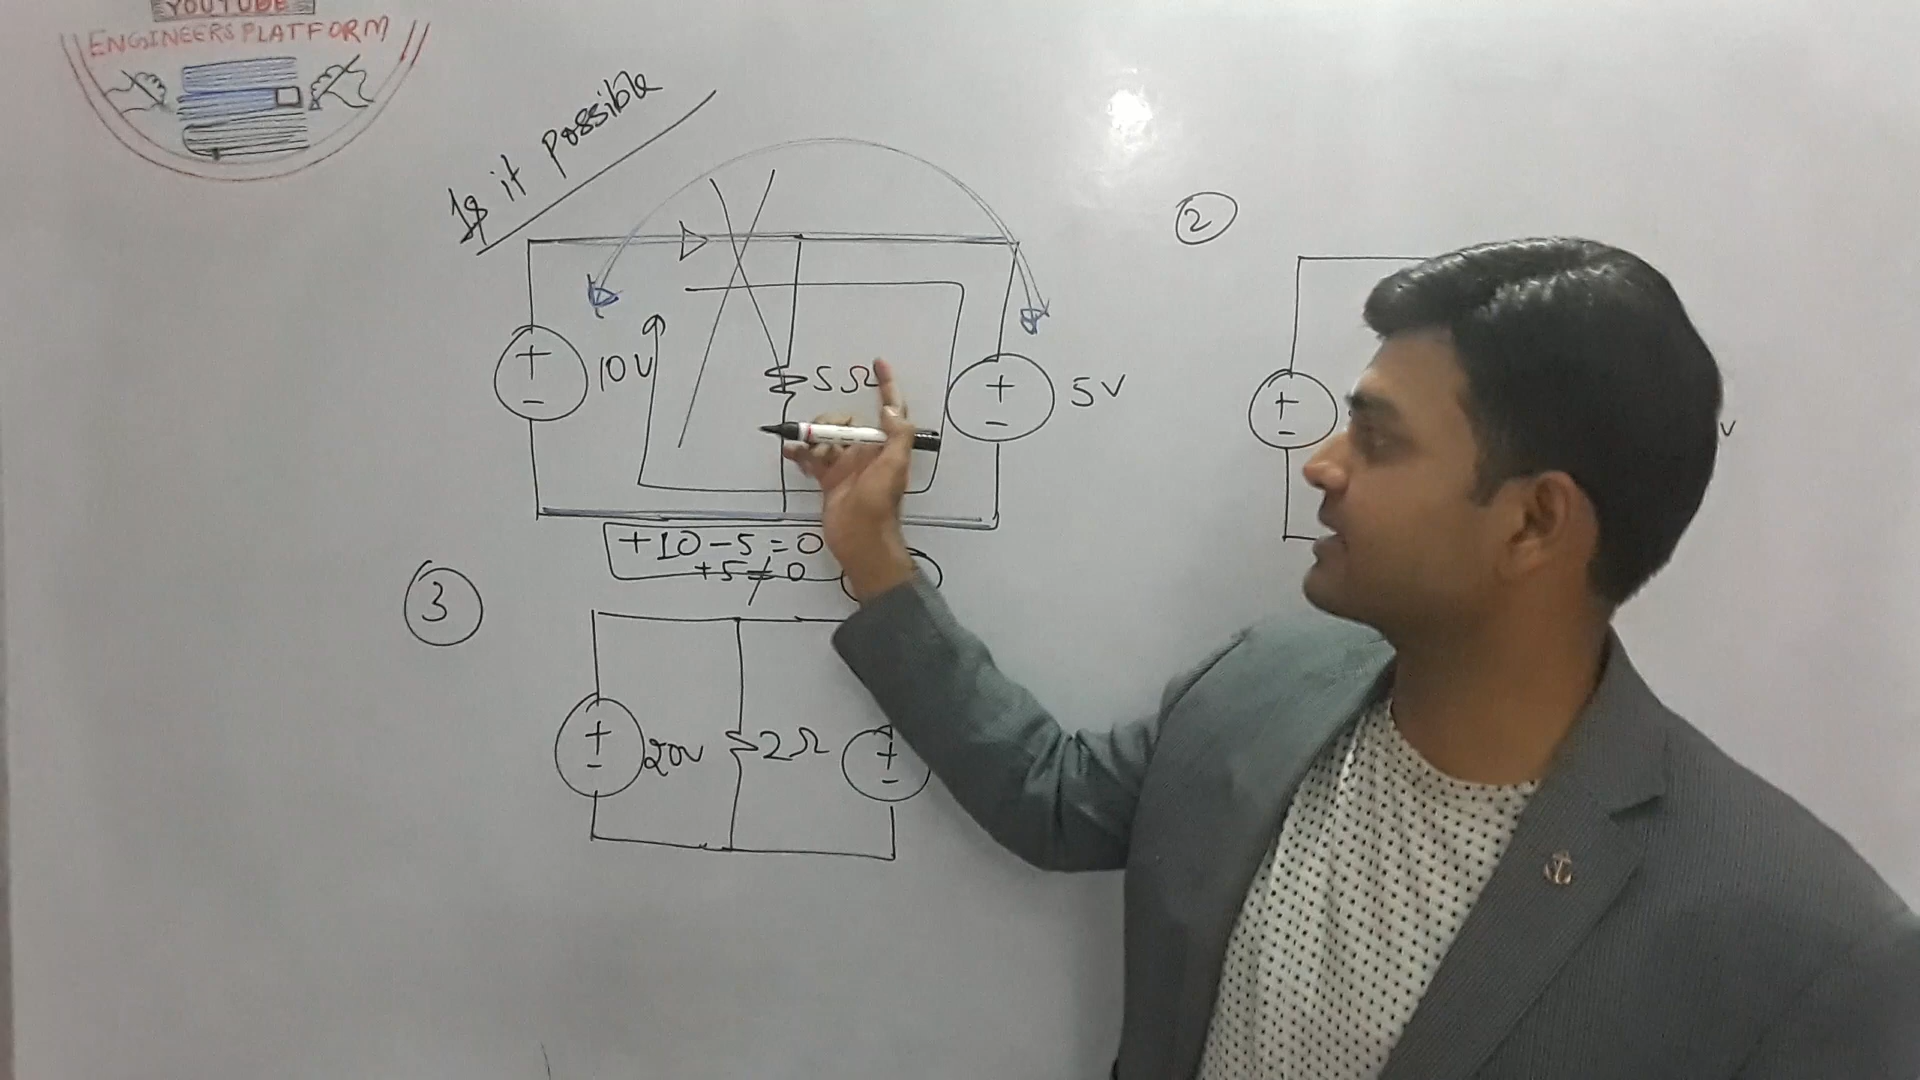 YOUTUBE
ENGINEERS PLATFORM
Is it possible
2
+
-
10V
5Ω
+
-
5V
+
-
V
+10-5=0
+5≠0
3
+
-
20V
2Ω
+
-